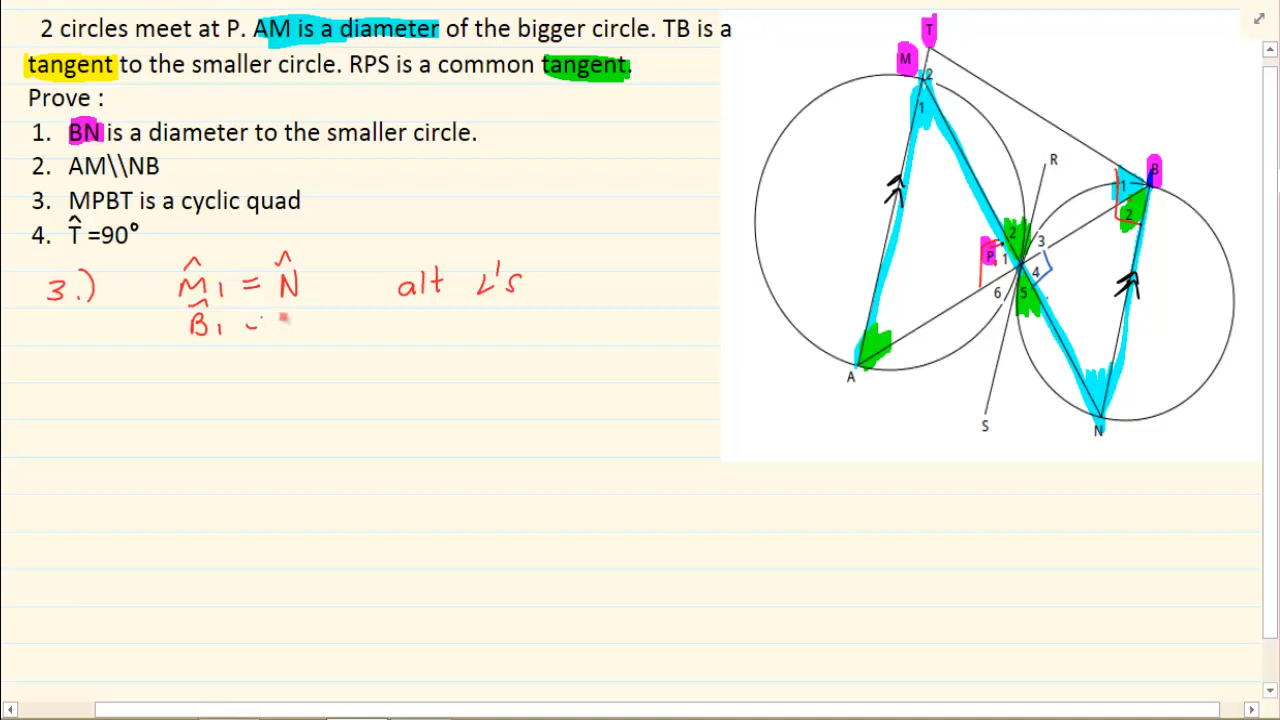 2 circles meet at P. AM is a diameter of the bigger circle. TB is a
tangent to the smaller circle. RPS is a common tangent.
Prove :
1. BN is a diameter to the smaller circle.
2. AM\\NB
3. MPBT is a cyclic quad
4. T̂ =90°
3.) M̂1 = N̂ alt L's
B̂1
T
M
2
1
R
B
1
2
2
3
P
1
4
6
5
A
S
N